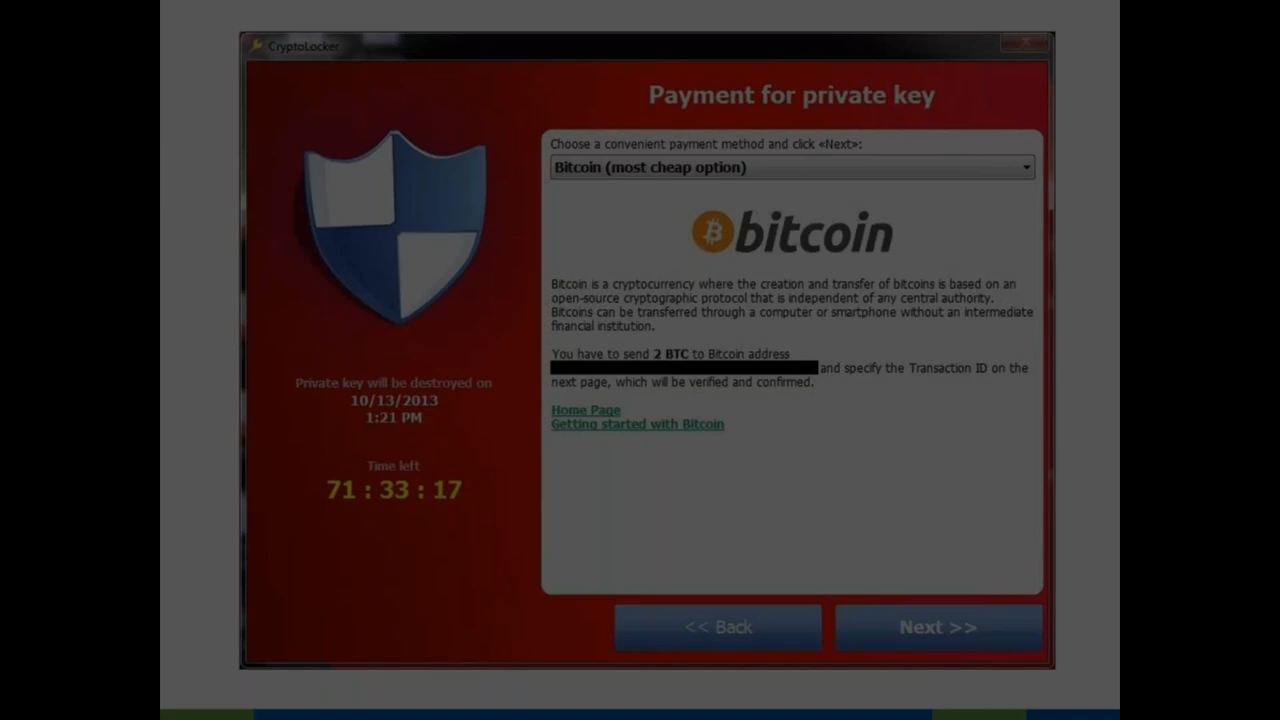 CryptoLocker
Payment for private key
Choose a convenient payment method and click «Next»:
Bitcoin (most cheap option)
bitcoin
Bitcoin is a cryptocurrency where the creation and transfer of bitcoins is based on an
open-source cryptographic protocol that is independent of any central authority.
Bitcoins can be transferred through a computer or smartphone without an intermediate
financial institution.
You have to send 2 BTC to Bitcoin address
and specify the Transaction ID on the
next page, which will be verified and confirmed.
Home Page
Getting started with Bitcoin
Private key will be destroyed on
10/13/2013
1:21 PM
Time left
71 : 33 : 17
<< Back
Next >>